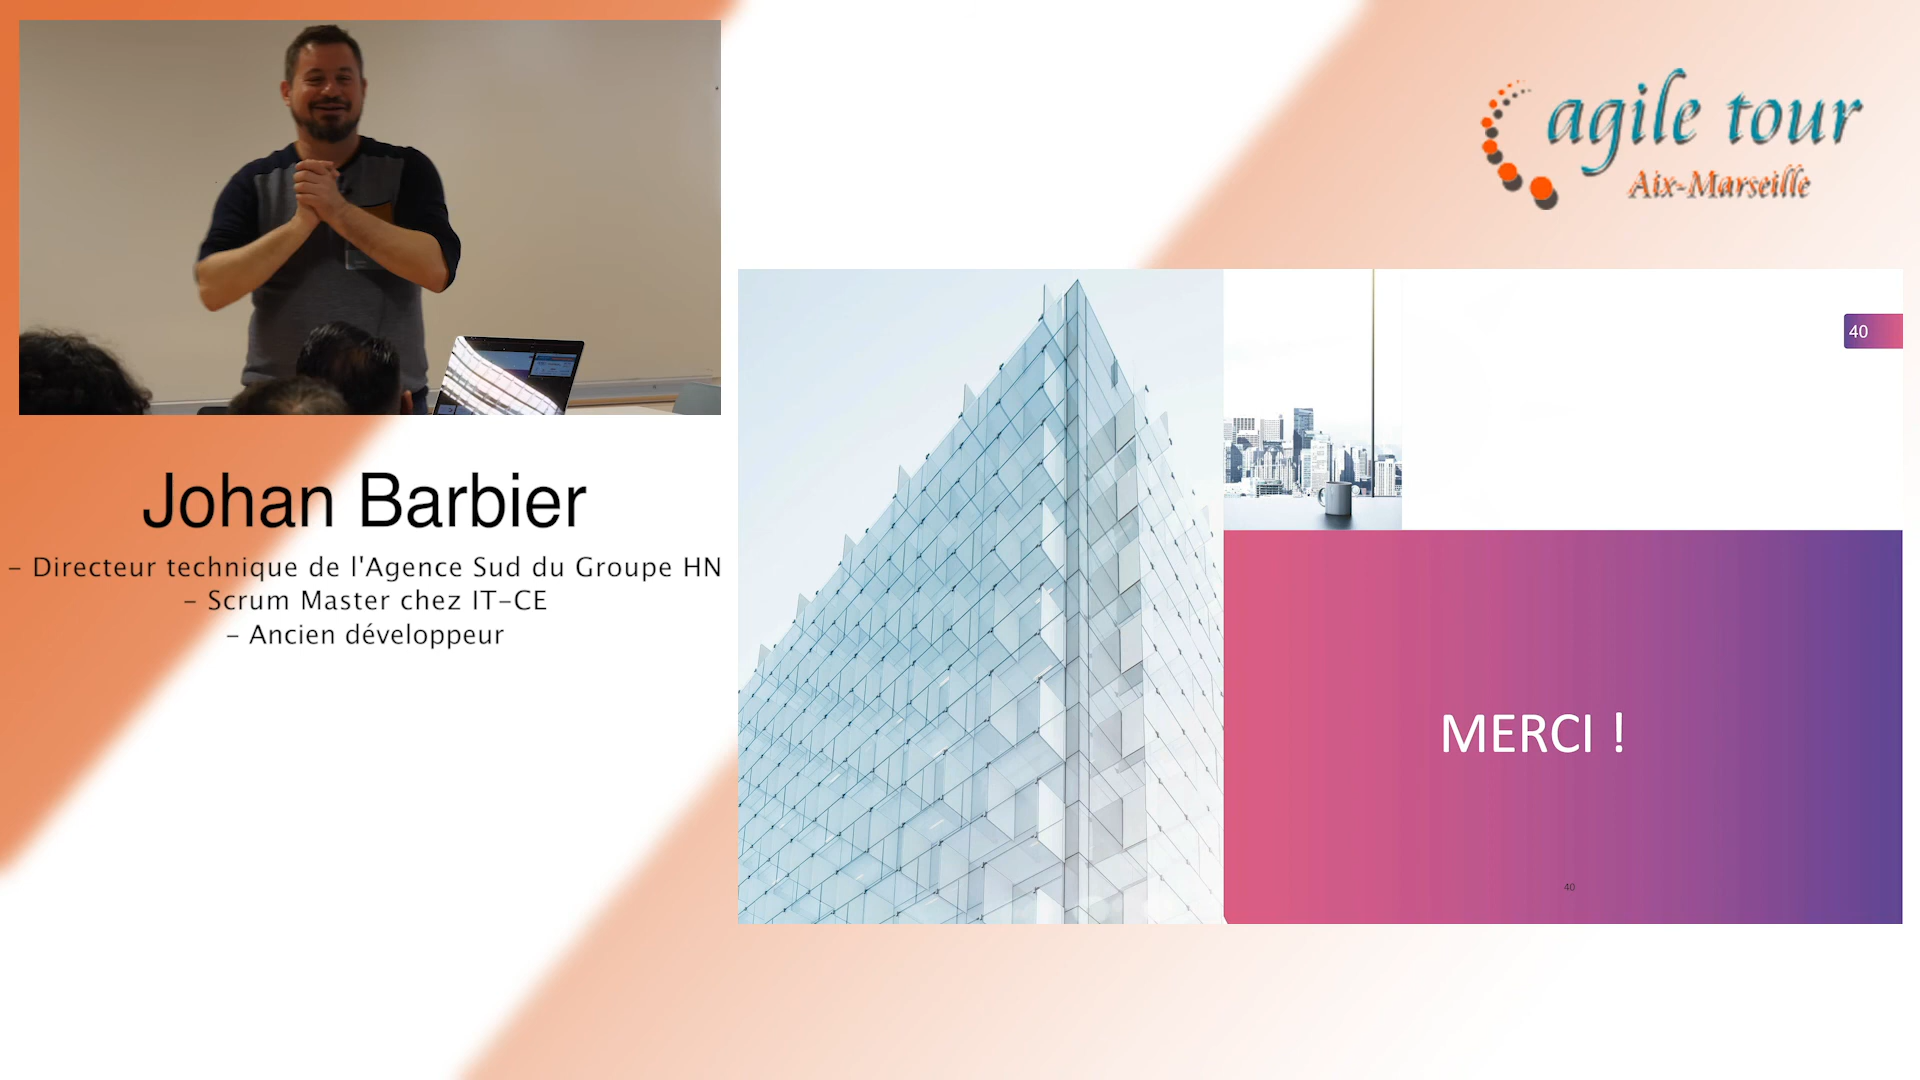 agile tour
Aix-Marseille
40
Johan Barbier
- Directeur technique de l'Agence Sud du Groupe HN
- Scrum Master chez IT-CE
- Ancien développeur
MERCI !
40